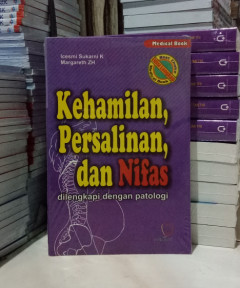 Icesmi Sukarni K
Margareth ZH
Medical Book
Kehamilan,
Persalinan,
dan Nifas
dilengkapi dengan patologi